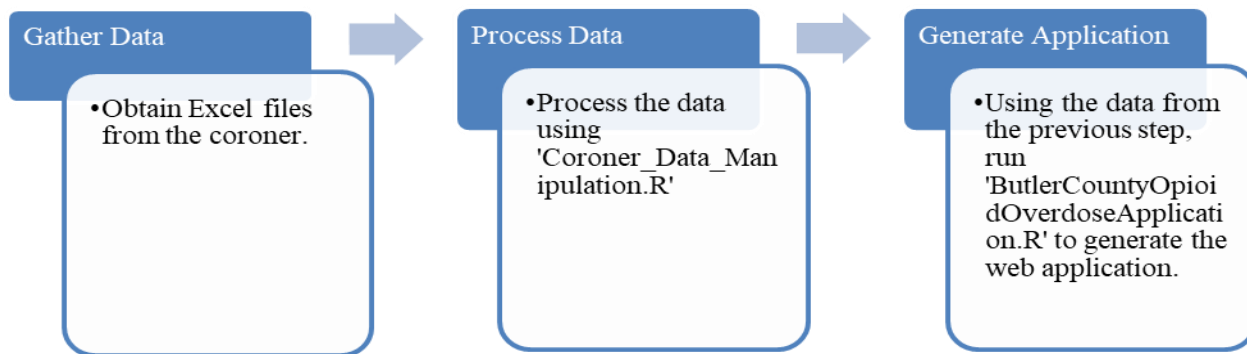 Gather Data
•Obtain Excel files
from the coroner.
Process Data
•Process the data
using
'Coroner_Data_Man
ipulation.R'
Generate Application
•Using the data from
the previous step,
run
'ButlerCountyOpioi
dOverdoseApplicati
on.R' to generate the
web application.